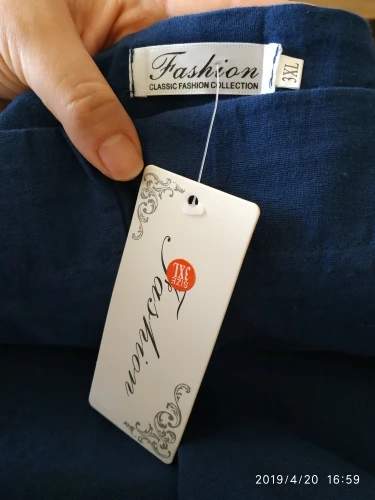 Fashion
CLASSIC FASHION COLLECTION
3XL
Fashion
SIZE
3XL
2019/4/20 16:59